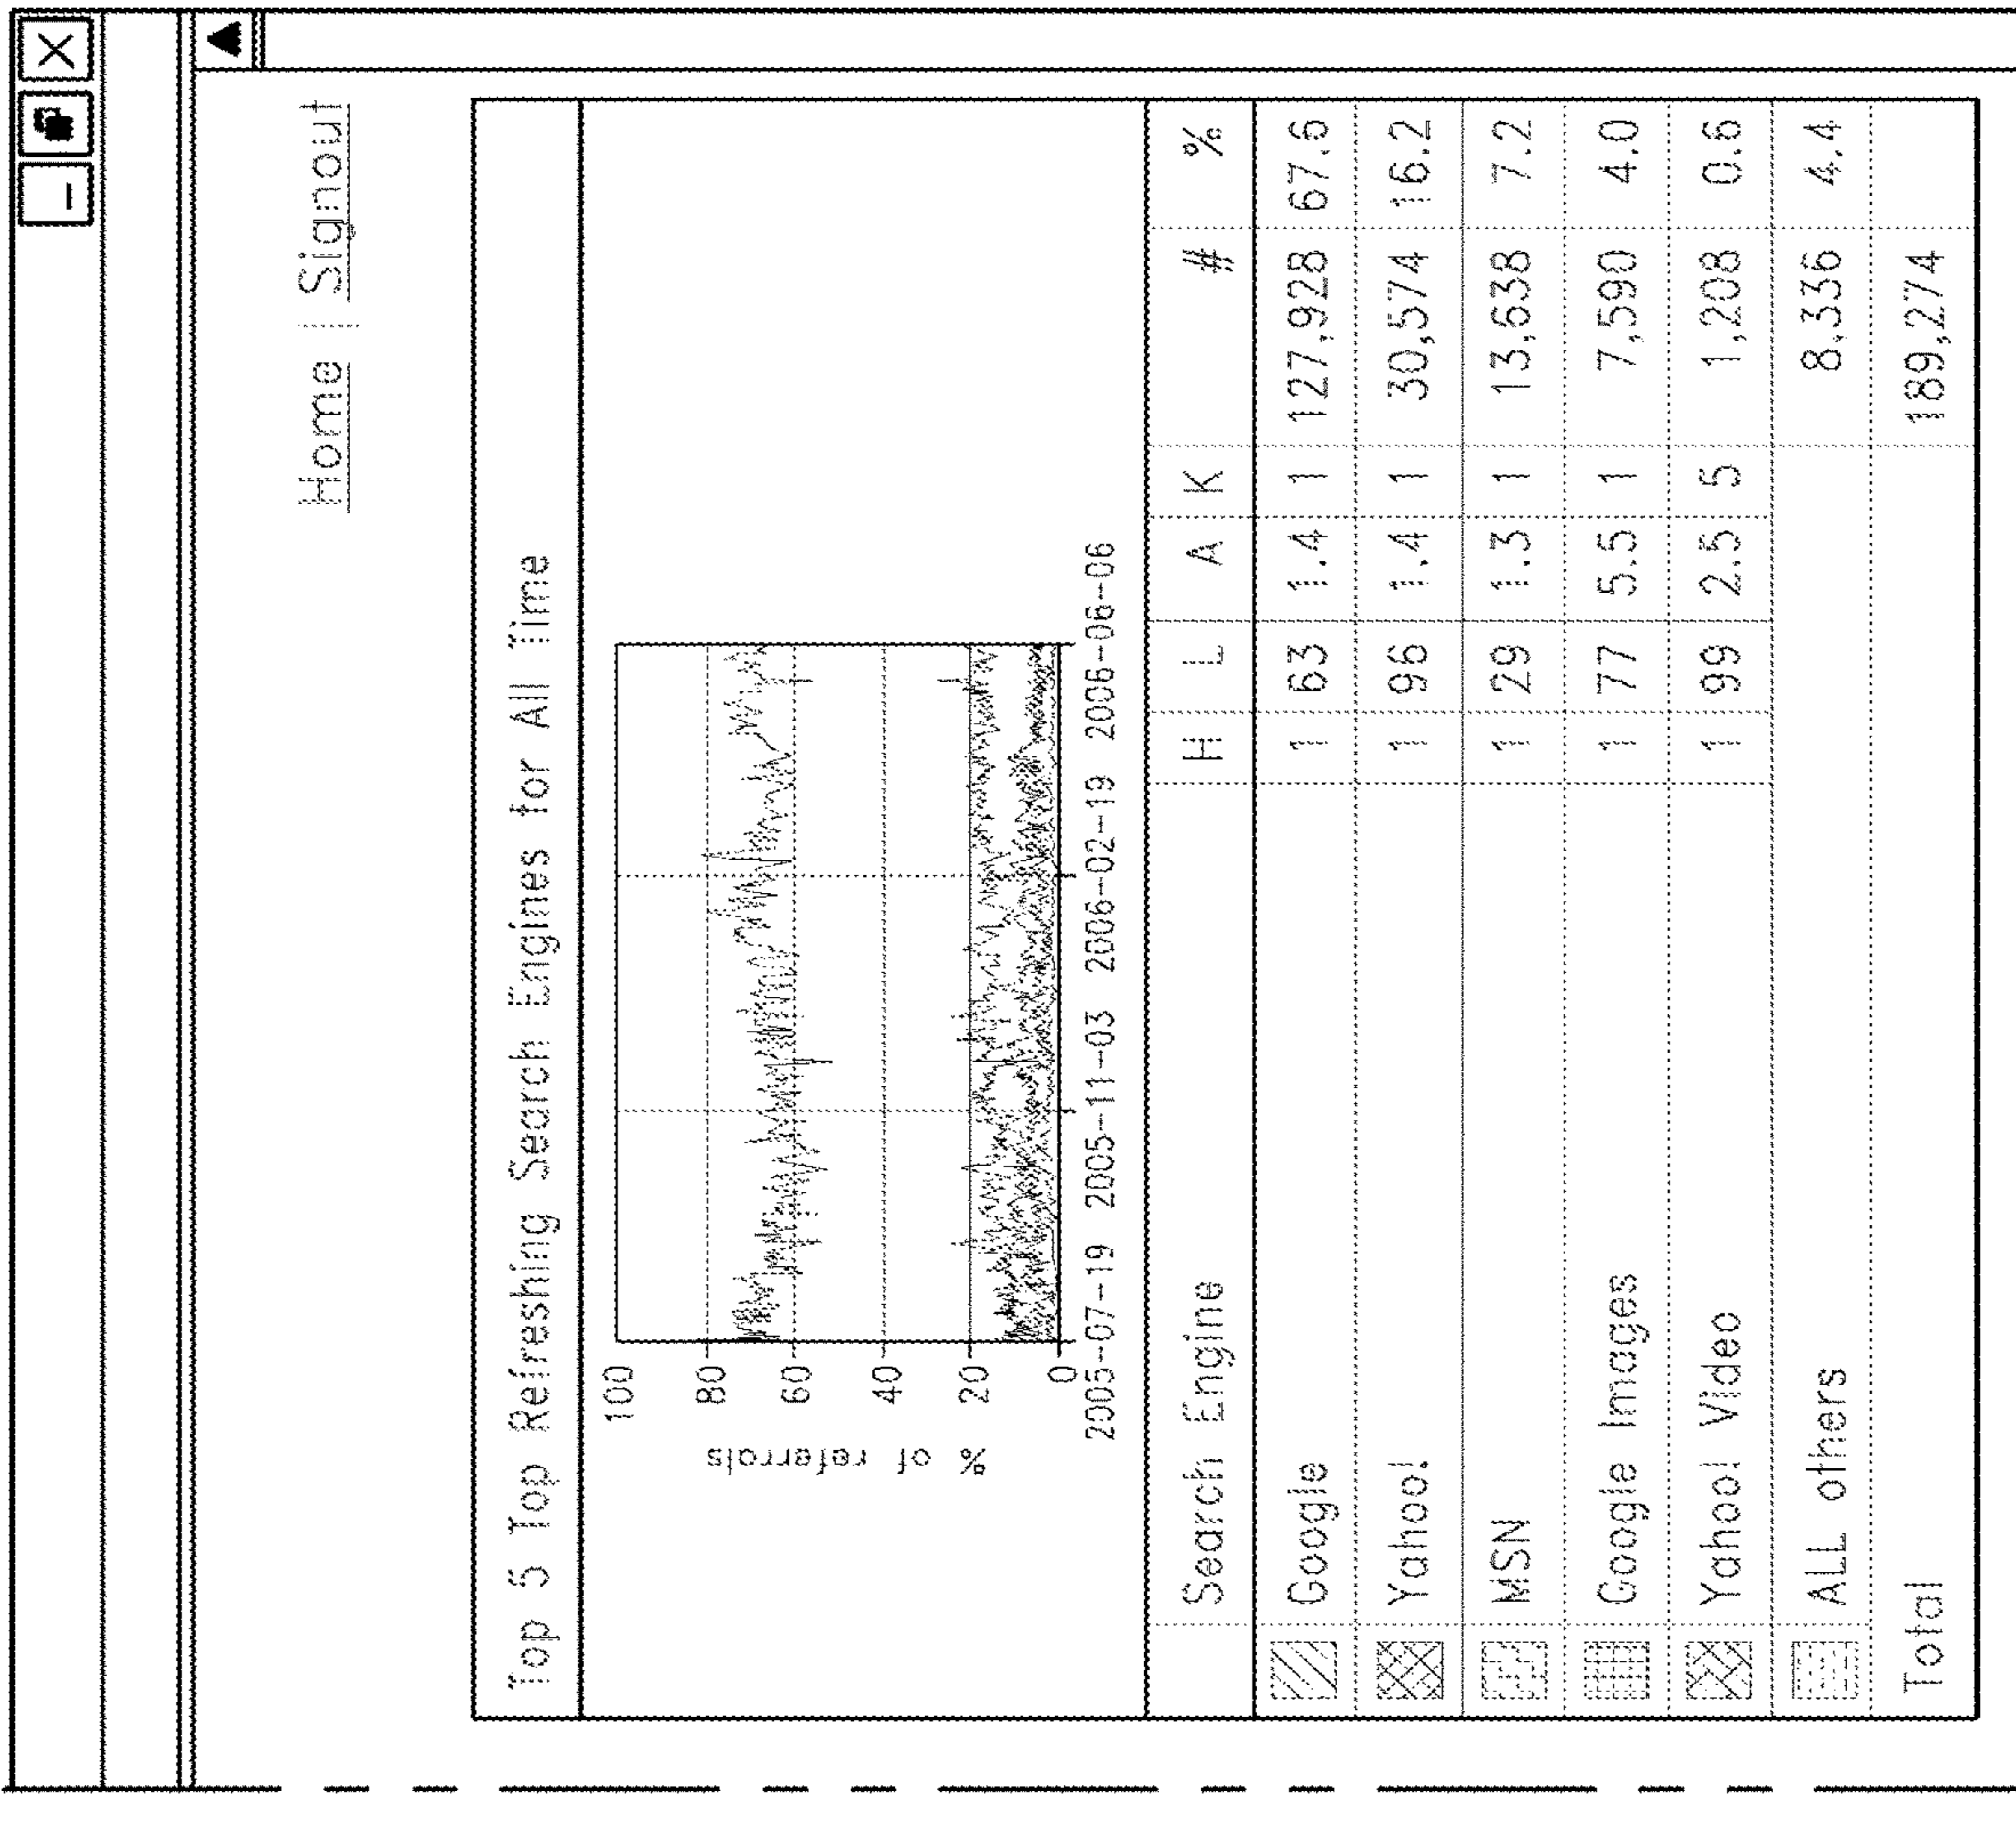 Home | Signout
Top 5 Top Refreshing Search Engines for All Time
% of referrals
100
80
60
40
20
0
2005-07-19 2005-11-03 2006-02-19 2006-06-06
Search Engine H L A K # %
Google 1 63 1.4 1 127,928 67.6
Yahoo! 1 96 1.4 1 30,574 16.2
MSN 1 29 1.3 1 13,638 7.2
Google Images 1 77 5.5 1 7,590 4.0
Yahoo! Video 1 99 2.5 5 1,208 0.6
ALL others 8,336 4.4
Total 189,274